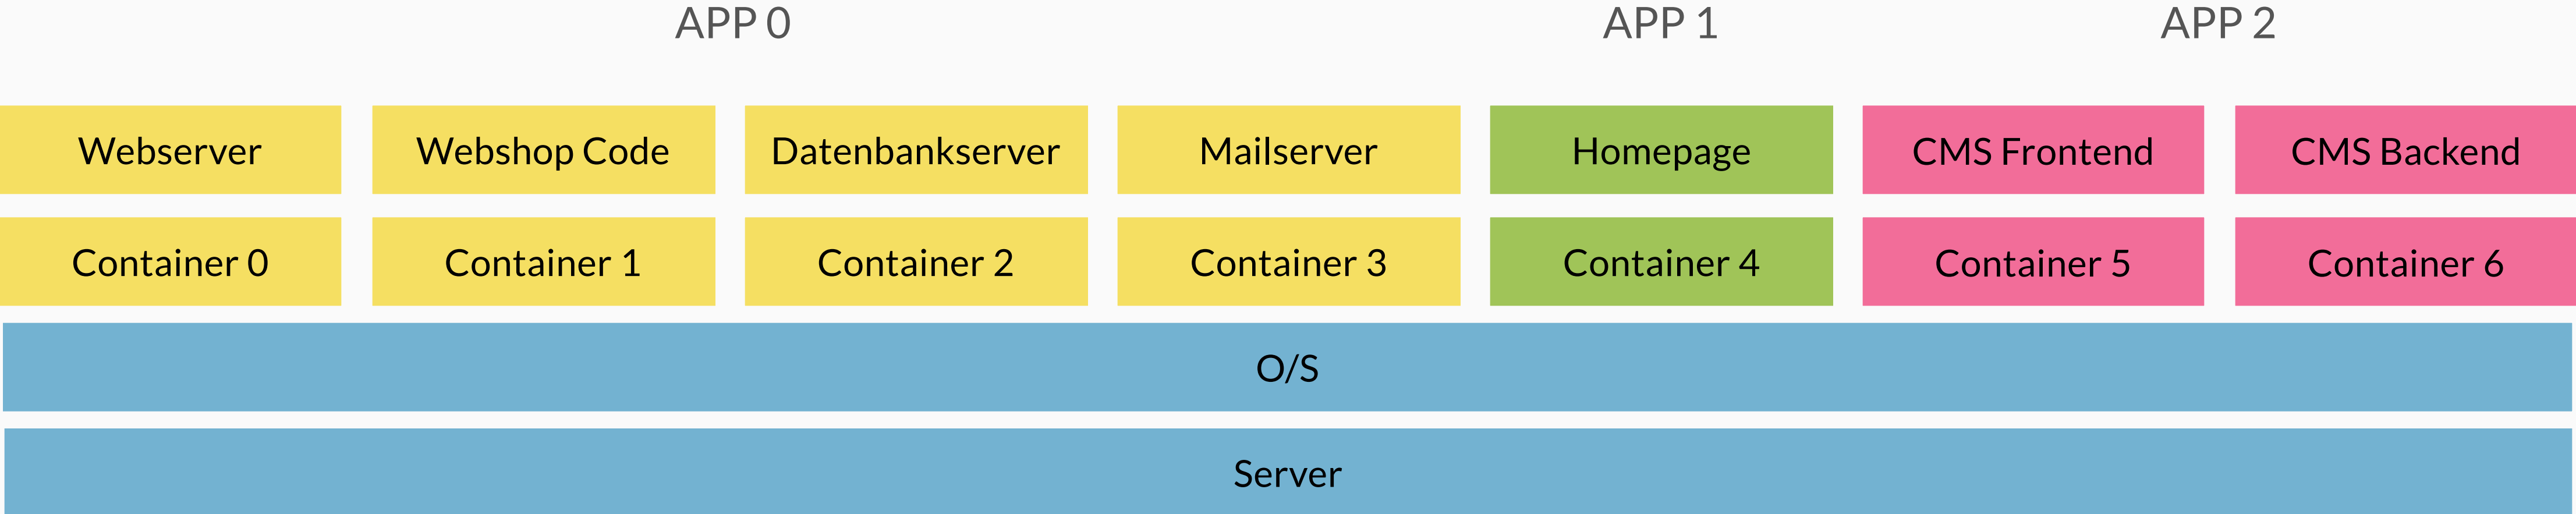 APP 0 APP 1 APP 2
Webserver Webshop Code Datenbankserver Mailserver Homepage CMS Frontend CMS Backend
Container 0 Container 1 Container 2 Container 3 Container 4 Container 5 Container 6
O/S
Server